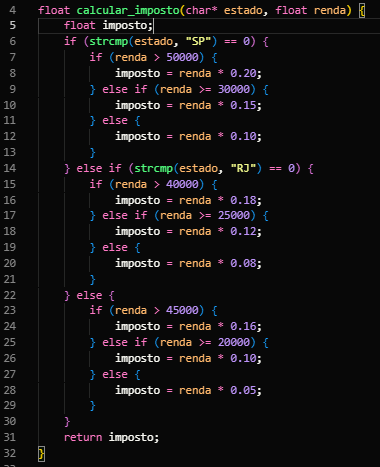 4 float calcular_imposto(char* estado, float renda) {
5     float imposto;
6     if (strcmp(estado, "SP") == 0) {
7         if (renda > 50000) {
8             imposto = renda * 0.20;
9         } else if (renda >= 30000) {
10             imposto = renda * 0.15;
11         } else {
12             imposto = renda * 0.10;
13         }
14     } else if (strcmp(estado, "RJ") == 0) {
15         if (renda > 40000) {
16             imposto = renda * 0.18;
17         } else if (renda >= 25000) {
18             imposto = renda * 0.12;
19         } else {
20             imposto = renda * 0.08;
21         }
22     } else {
23         if (renda > 45000) {
24             imposto = renda * 0.16;
25         } else if (renda >= 20000) {
26             imposto = renda * 0.10;
27         } else {
28             imposto = renda * 0.05;
29         }
30     }
31     return imposto;
32 }